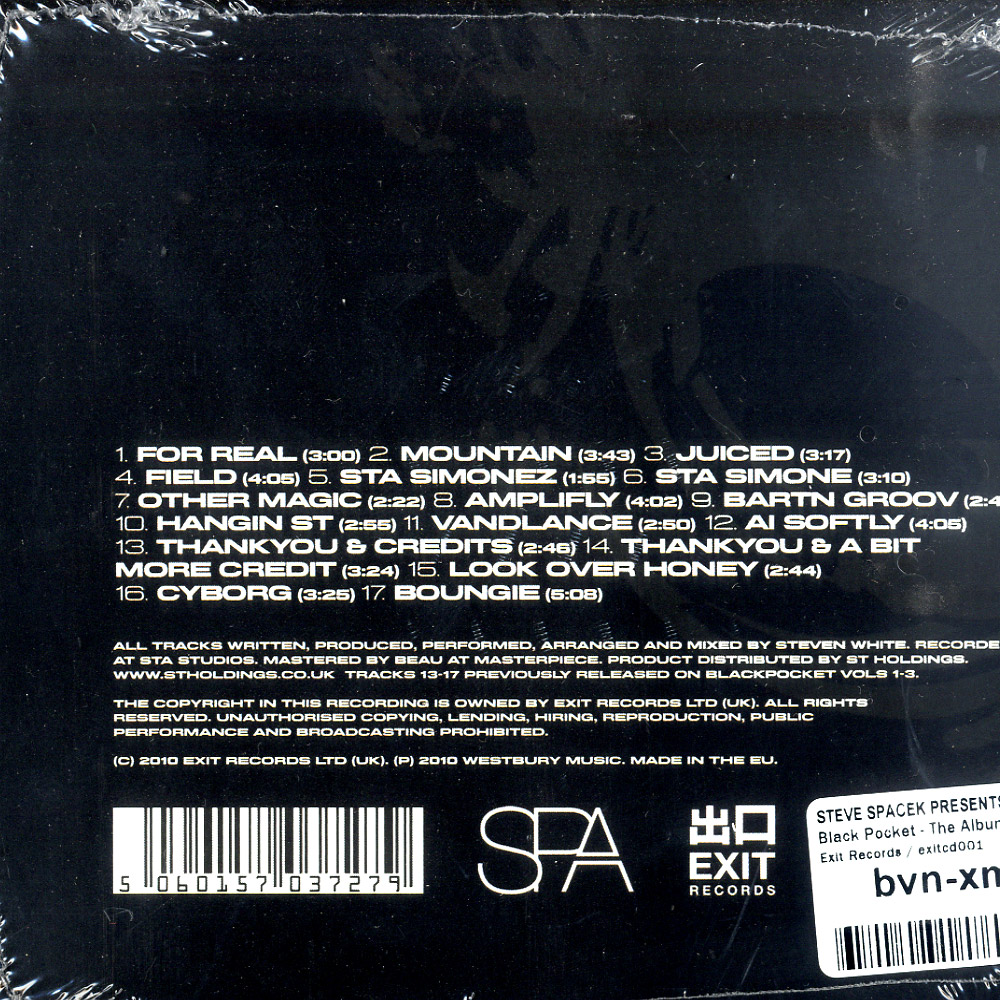 1. FOR REAL (3:00) 2. MOUNTAIN (3:43) 3. JUICED (3:17)
4. FIELD (4:05) 5. STA SIMONEZ (1:55) 6. STA SIMONE (3:10)
7. OTHER MAGIC (2:22) 8. AMPLIFLY (4:02) 9. BARTN GROOV (2:4
10. HANGIN ST (2:55) 11. VANDLANCE (2:50) 12. AI SOFTLY (4:05)
13. THANKYOU & CREDITS (2:46) 14. THANKYOU & A BIT
MORE CREDIT (3:24) 15. LOOK OVER HONEY (2:44)
16. CYBORG (3:25) 17. BOUNGIE (5:08)
ALL TRACKS WRITTEN, PRODUCED, PERFORMED, ARRANGED AND MIXED BY STEVEN WHITE. RECORDE
AT STA STUDIOS. MASTERED BY BEAU AT MASTERPIECE. PRODUCT DISTRIBUTED BY ST HOLDINGS.
WWW.STHOLDINGS.CO.UK TRACKS 13-17 PREVIOUSLY RELEASED ON BLACKPOCKET VOLS 1-3.
THE COPYRIGHT IN THIS RECORDING IS OWNED BY EXIT RECORDS LTD (UK). ALL RIGHTS
RESERVED. UNAUTHORISED COPYING, LENDING, HIRING, REPRODUCTION, PUBLIC
PERFORMANCE AND BROADCASTING PROHIBITED.
(C) 2010 EXIT RECORDS LTD (UK). (P) 2010 WESTBURY MUSIC. MADE IN THE EU.
5 060157 037279
SPA
出口
EXIT
RECORDS
STEVE SPACEK PRESENTS
Black Pocket - The Album
Exit Records / exitcd001
bvn-xn